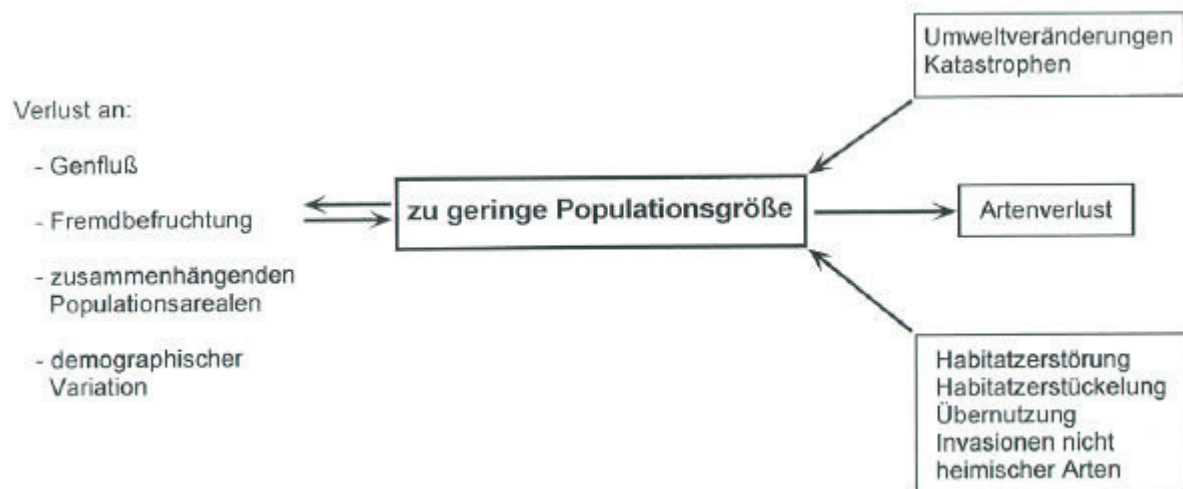 Verlust an:
- Genfluß
- Fremdbefruchtung
- zusammenhängenden
Populationsarealen
- demographischer
Variation
zu geringe Populationsgröße
Umweltveränderungen
Katastrophen
Artenverlust
Habitatzerstörung
Habitatzerstückelung
Übernutzung
Invasionen nicht
heimischer Arten